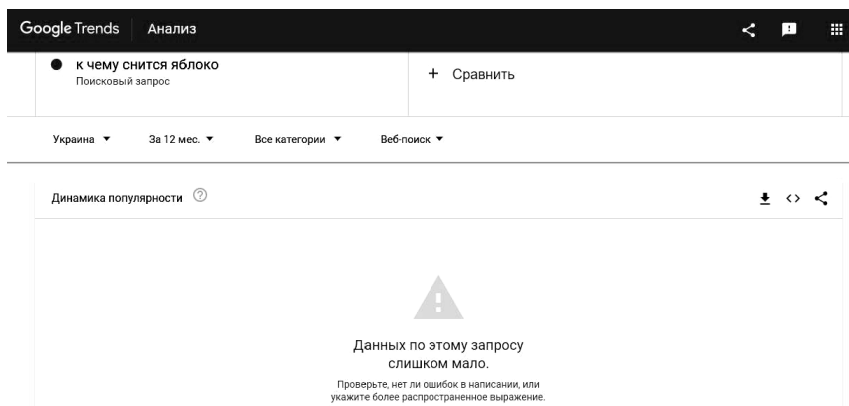 Google Trends Анализ
к чему снится яблоко
Поисковый запрос
+ Сравнить
Украина За 12 мес. Все категории Веб-поиск
Динамика популярности
Данных по этому запросу
слишком мало.
Проверьте, нет ли ошибок в написании, или
укажите более распространенное выражение.